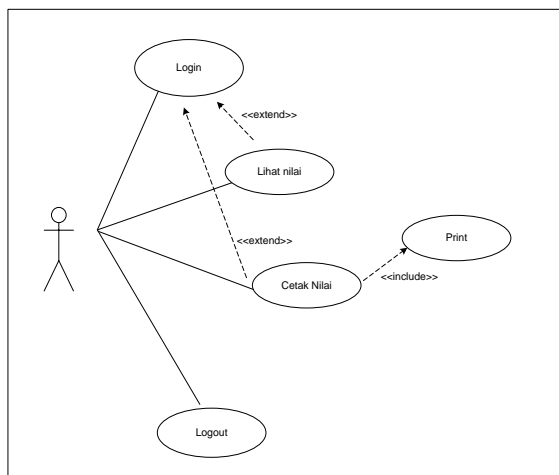 Login
<<extend>>
Lihat nilai
<<extend>>
Print
Cetak Nilai
<<include>>
Logout